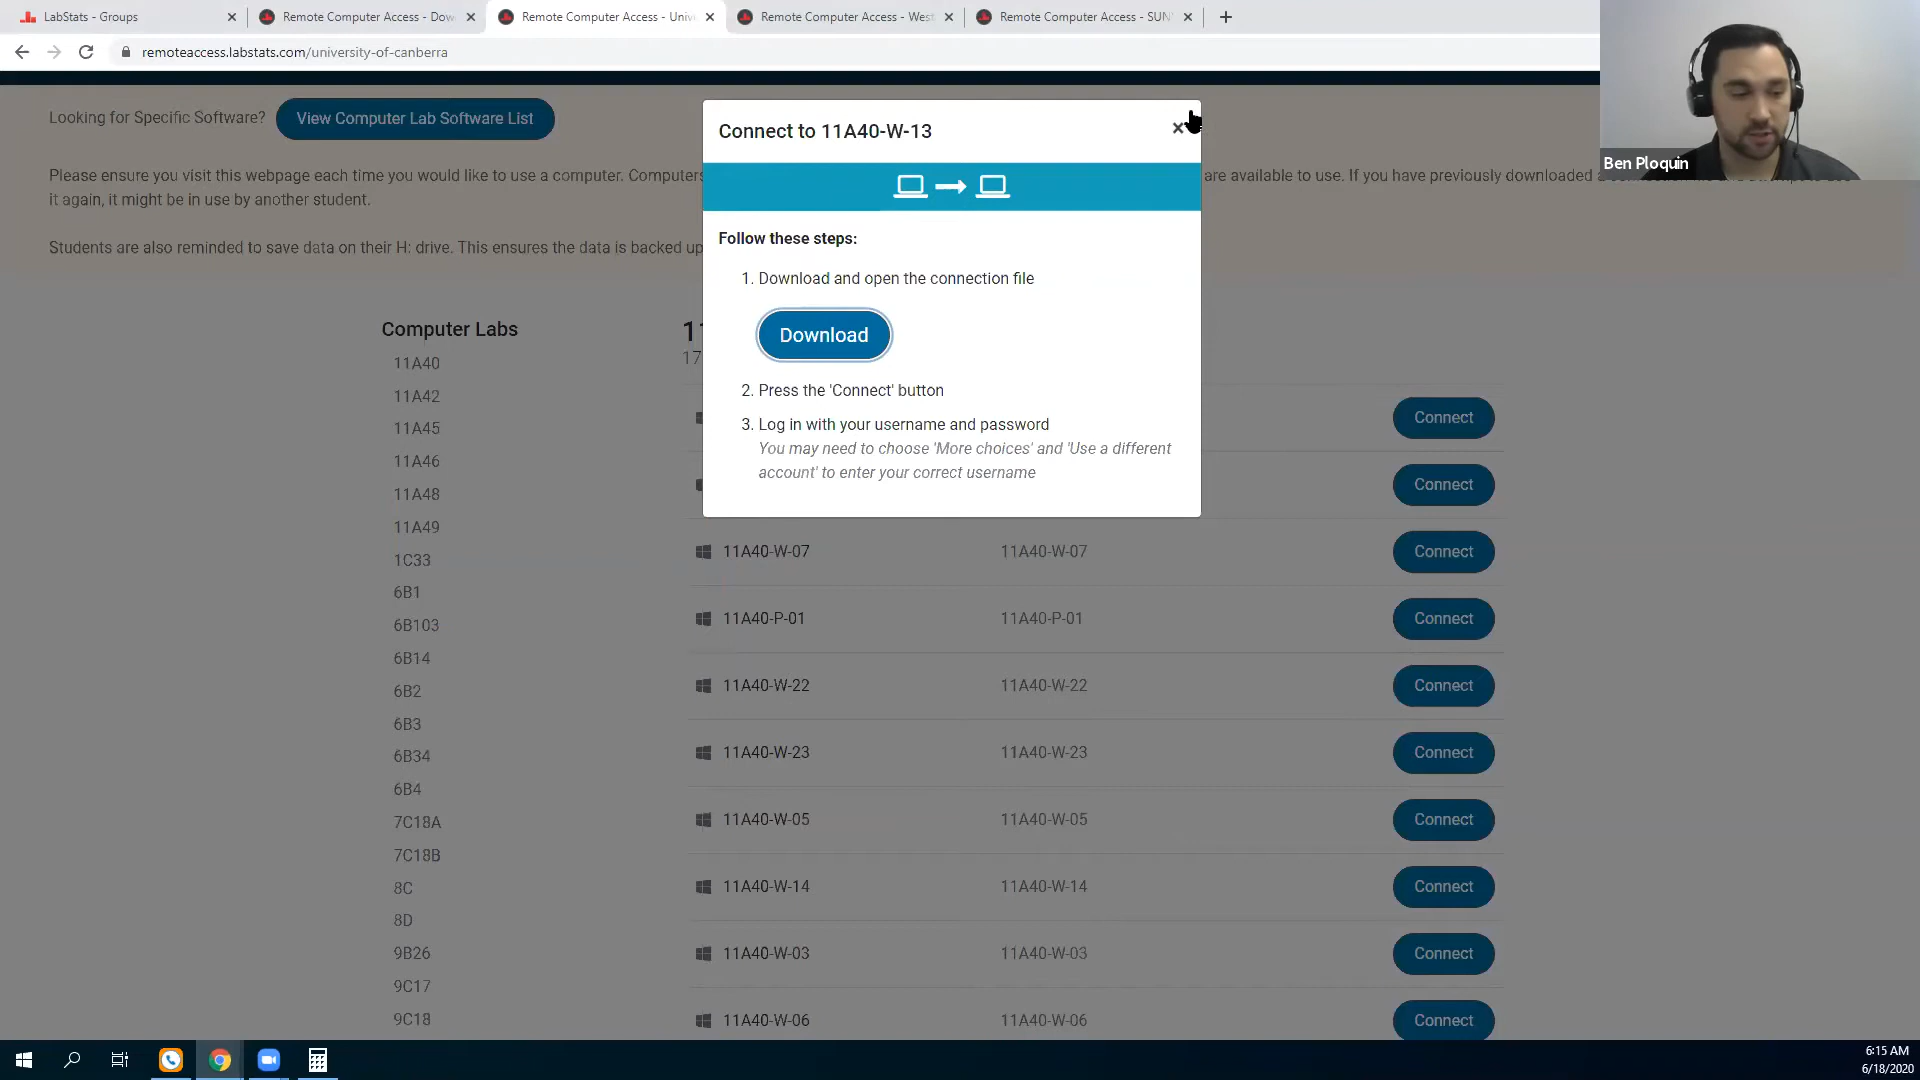 LabStats - Groups
Remote Computer Access - Dow
Remote Computer Access - Univ
Remote Computer Access - West
Remote Computer Access - SUN
remoteaccess.labstats.com/university-of-canberra
Ben Ploquin
Looking for Specific Software?
View Computer Lab Software List
Please ensure you visit this webpage each time you would like to use a computer. Computers
are available to use. If you have previously downloaded
it again, it might be in use by another student.
Students are also reminded to save data on their H: drive. This ensures the data is backed up
Connect to 11A40-W-13
×
Follow these steps:
1. Download and open the connection file
Download
2. Press the 'Connect' button
3. Log in with your username and password
You may need to choose 'More choices' and 'Use a different
account' to enter your correct username
Computer Labs
11A40
11A42
11A45
11A46
11A48
11A49
1C33
6B1
6B103
6B14
6B2
6B3
6B34
6B4
7C18A
7C18B
8C
8D
9B26
9C17
9C18
17
Connect
Connect
11A40-W-07 11A40-W-07 Connect
11A40-P-01 11A40-P-01 Connect
11A40-W-22 11A40-W-22 Connect
11A40-W-23 11A40-W-23 Connect
11A40-W-05 11A40-W-05 Connect
11A40-W-14 11A40-W-14 Connect
11A40-W-03 11A40-W-03 Connect
11A40-W-06 11A40-W-06 Connect
6:15 AM
6/18/2020